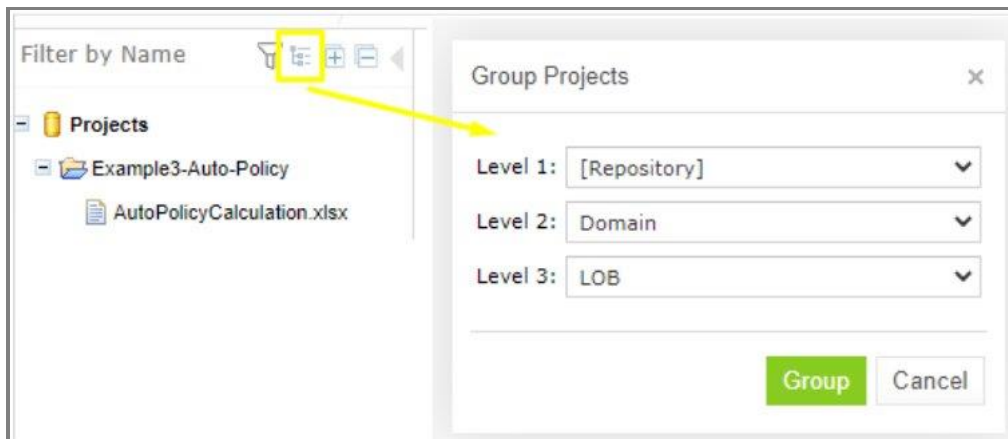 Filter by Name
Projects
Example3-Auto-Policy
AutoPolicyCalculation.xlsx
Group Projects
Level 1: [Repository]
Level 2: Domain
Level 3: LOB
Group Cancel